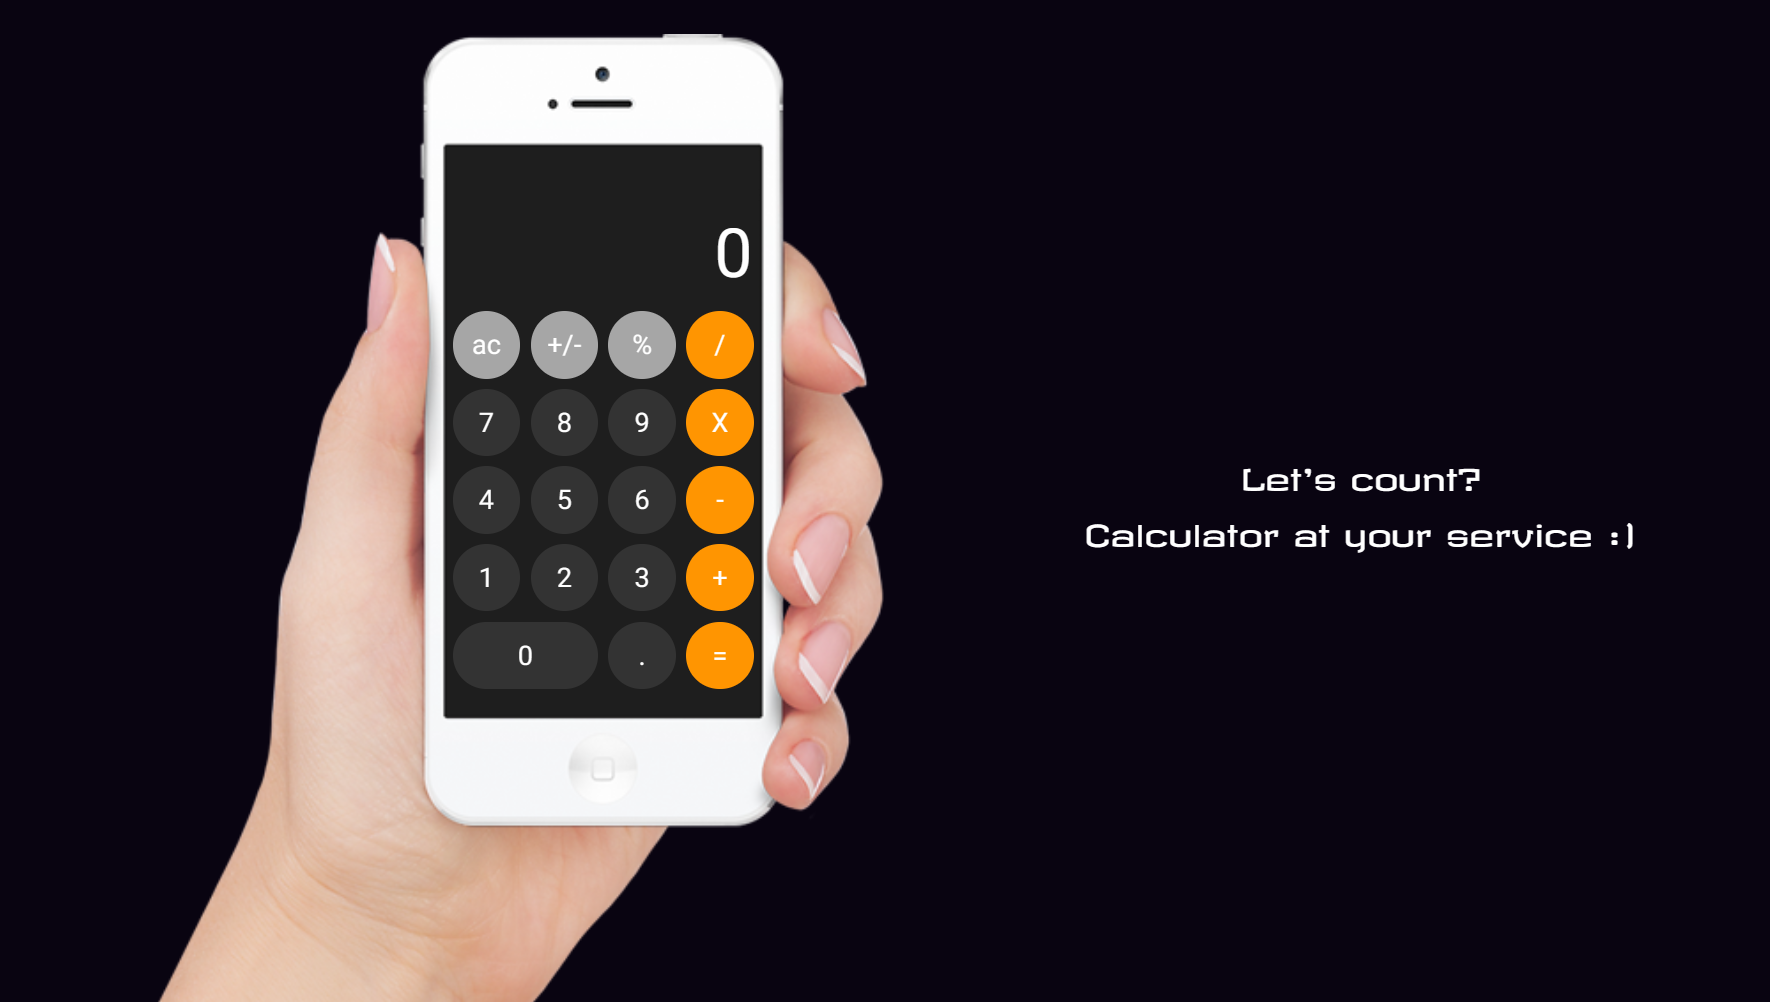 0
ac +/- % /
7 8 9 X
4 5 6 -
1 2 3 +
0 . =
Let's count?
Calculator at your service :)